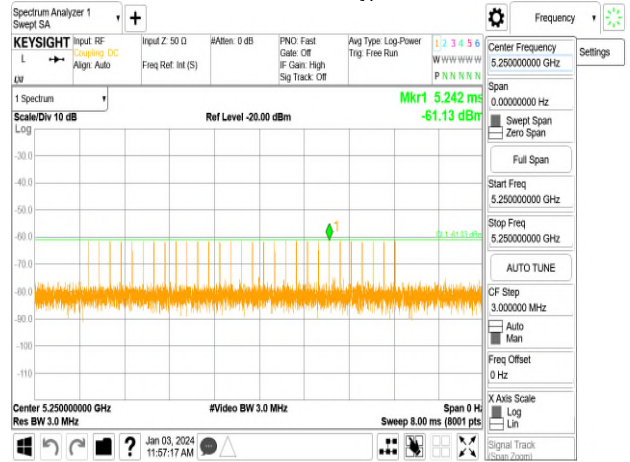 Spectrum Analyzer 1
Swept SA
Frequency
KEYSIGHT
L
Input: RF
Coupling: DC
Align: Auto
Input Z: 50 Ω
Freq Ref: Int (S)
#Atten: 0 dB
PNO: Fast
Gate: Off
IF Gain: High
Sig Track: Off
Avg Type: Log-Power
Trig: Free Run
1 2 3 4 5 6
W W W W W W
P N N N N N
Center Frequency
5.250000000 GHz
Settings
Span
0.00000000 Hz
Swept Span
Zero Span
Full Span
Start Freq
5.250000000 GHz
Stop Freq
5.250000000 GHz
AUTO TUNE
CF Step
3.000000 MHz
Auto
Man
Freq Offset
0 Hz
X Axis Scale
Log
Lin
Signal Track
(Span Zoom)
1 Spectrum
Scale/Div 10 dB
Ref Level -20.00 dBm
Mkr1 5.242 ms
-61.13 dBm
Log
-30.0
-40.0
-50.0
-60.0
-70.0
-80.0
-90.0
-100
-110
1
Center 5.250000000 GHz
Res BW 3.0 MHz
#Video BW 3.0 MHz
Span 0 Hz
Sweep 8.00 ms (8001 pts
?
Jan 03, 2024
11:57:17 AM